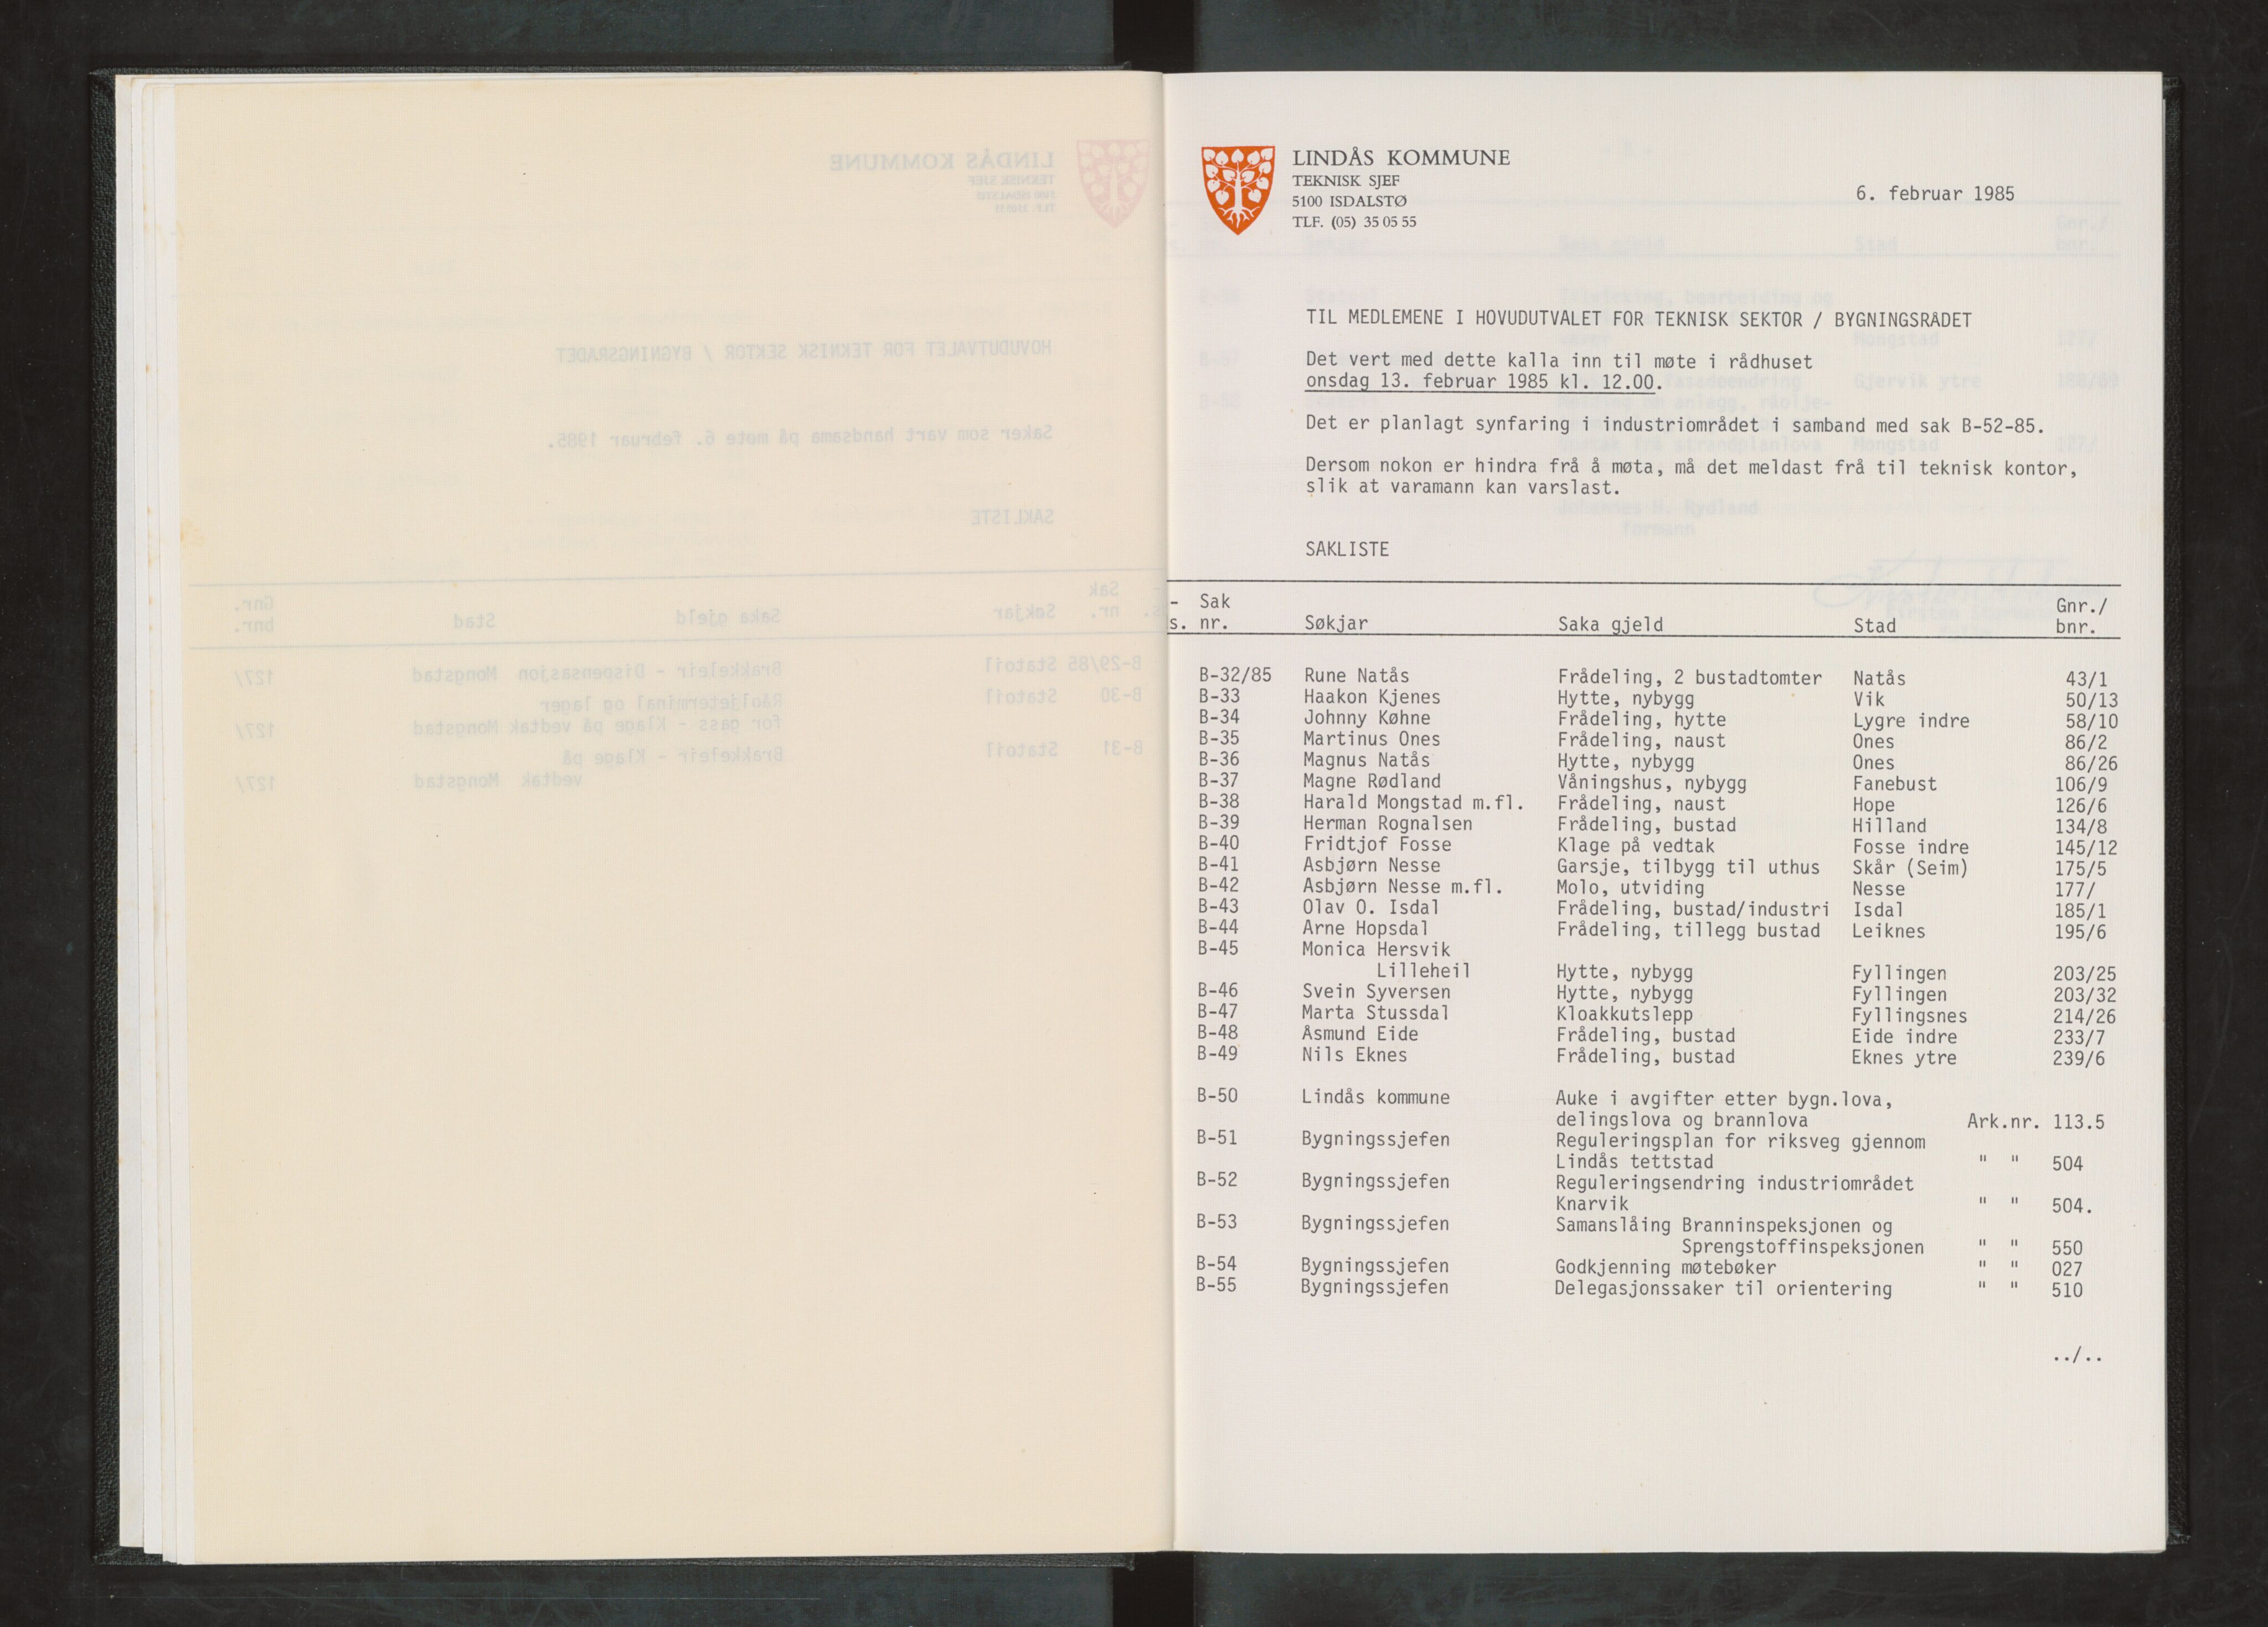 LINDÅS KOMMUNE
TEKNISK SJEF
5100 ISDALSTØ
TLF. (05) 35 05 55
6. februar 1985
TIL MEDLEMENE I HOVUDUTVALET FOR TEKNISK SEKTOR / BYGNINGSRÅDET
Det vert med dette kalla inn til møte i rådhuset
onsdag 13. februar 1985 kl. 12.00.
Det er planlagt synfaring i industriområdet i samband med sak B-52-85.
Dersom nokon er hindra frå å møta, må det meldast frå til teknisk kontor,
slik at varamann kan varslast.
SAKLISTE
- Sak Gnr./
s. nr. Søkjar Saka gjeld Stad bnr.
B-32/85 Rune Natås Frådeling, 2 bustadtomter Natås 43/1
B-33 Haakon Kjenes Hytte, nybygg Vik 50/13
B-34 Johnny Køhne Frådeling, hytte Lygre indre 58/10
B-35 Martinus Ones Frådeling, naust Ones 86/2
B-36 Magnus Natås Hytte, nybygg Ones 86/26
B-37 Magne Rødland Våningshus, nybygg Fanebust 106/9
B-38 Harald Mongstad m.fl. Frådeling, naust Hope 126/6
B-39 Herman Rognalsen Frådeling, bustad Hilland 134/8
B-40 Fridtjof Fosse Klage på vedtak Fosse indre 145/12
B-41 Asbjørn Nesse Garsje, tilbygg til uthus Skår (Seim) 175/5
B-42 Asbjørn Nesse m.fl. Molo, utviding Nesse 177/
B-43 Olav O. Isdal Frådeling, bustad/industri Isdal 185/1
B-44 Arne Hopsdal Frådeling, tillegg bustad Leiknes 195/6
B-45 Monica Hersvik
Lilleheil Hytte, nybygg Fyllingen 203/25
B-46 Svein Syversen Hytte, nybygg Fyllingen 203/32
B-47 Marta Stussdal Kloakkutslepp Fyllingsnes 214/26
B-48 Åsmund Eide Frådeling, bustad Eide indre 233/7
B-49 Nils Eknes Frådeling, bustad Eknes ytre 239/6
B-50 Lindås kommune Auke i avgifter etter bygn.lova,
delingslova og brannlova Ark.nr. 113.5
B-51 Bygningssjefen Reguleringsplan for riksveg gjennom
Lindås tettstad " " 504
B-52 Bygningssjefen Reguleringsendring industriområdet
Knarvik " " 504.
B-53 Bygningssjefen Samanslåing Branninspeksjonen og
Sprengstoffinspeksjonen " " 550
B-54 Bygningssjefen Godkjenning møtebøker " " 027
B-55 Bygningssjefen Delegasjonssaker til orientering " " 510
../..